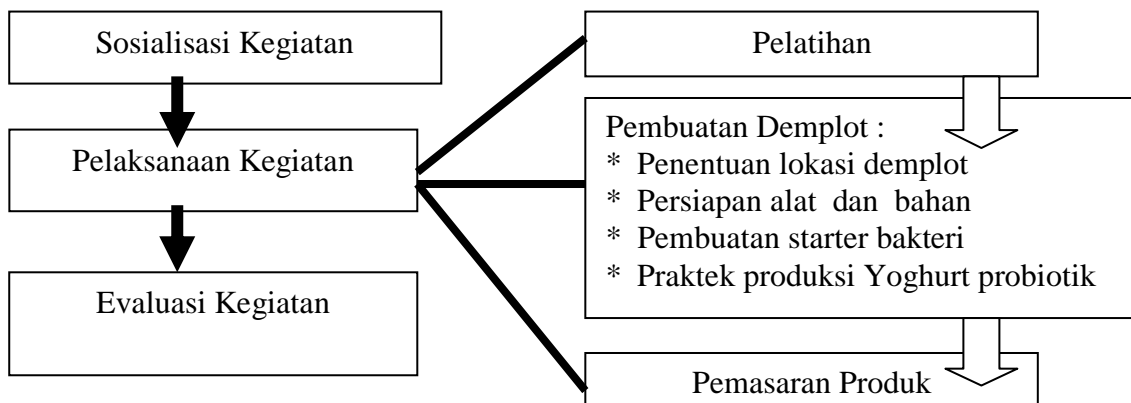 Sosialisasi Kegiatan
Pelaksanaan Kegiatan
Evaluasi Kegiatan
Pelatihan
Pembuatan Demplot :
* Penentuan lokasi demplot
* Persiapan alat dan bahan
* Pembuatan starter bakteri
* Praktek produksi Yoghurt probiotik
Pemasaran Produk